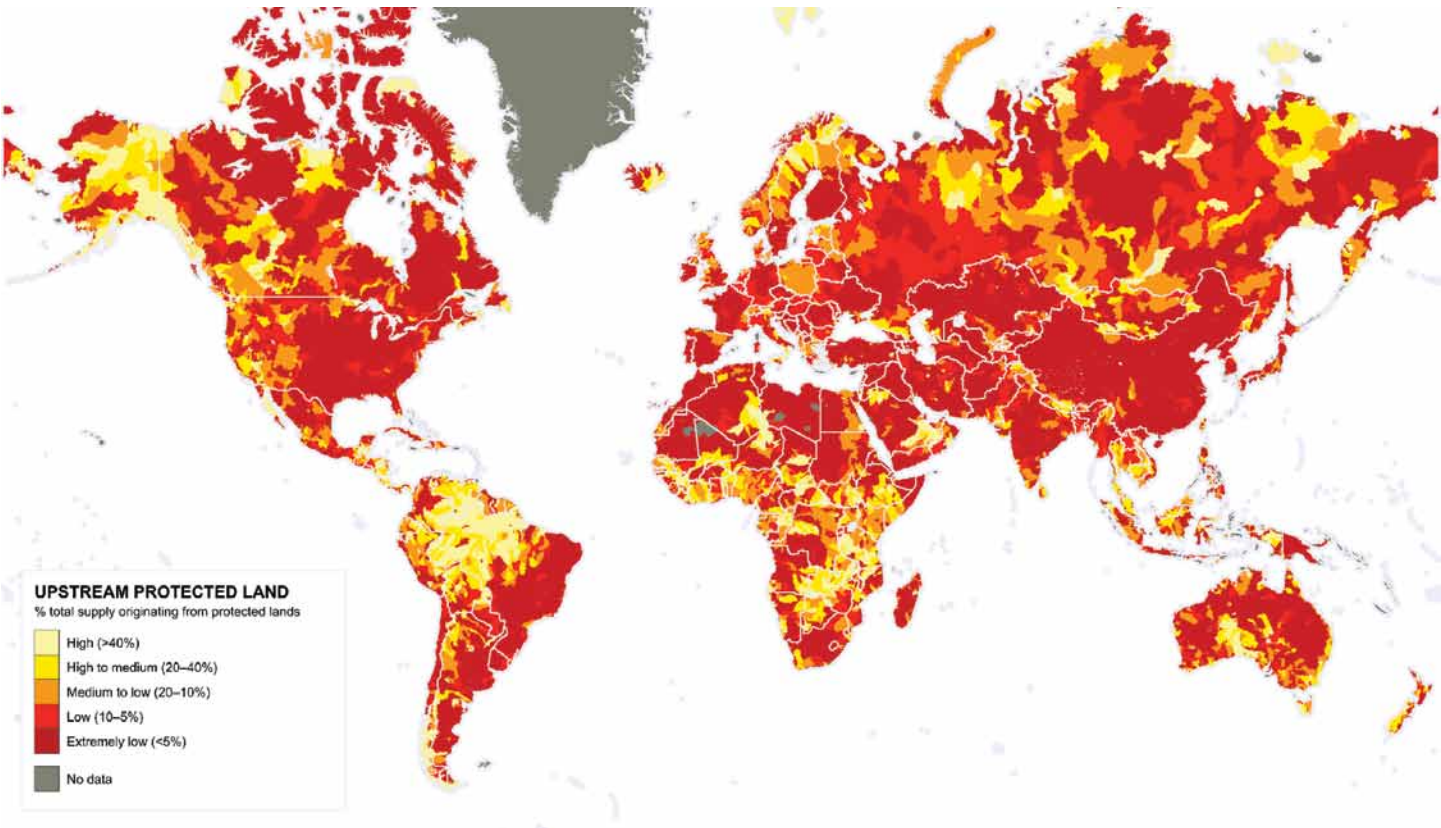 UPSTREAM PROTECTED LAND
% total supply originating from protected lands
High (>40%)
High to medium (20–40%)
Medium to low (20–10%)
Low (10–5%)
Extremely low (<5%)
No data